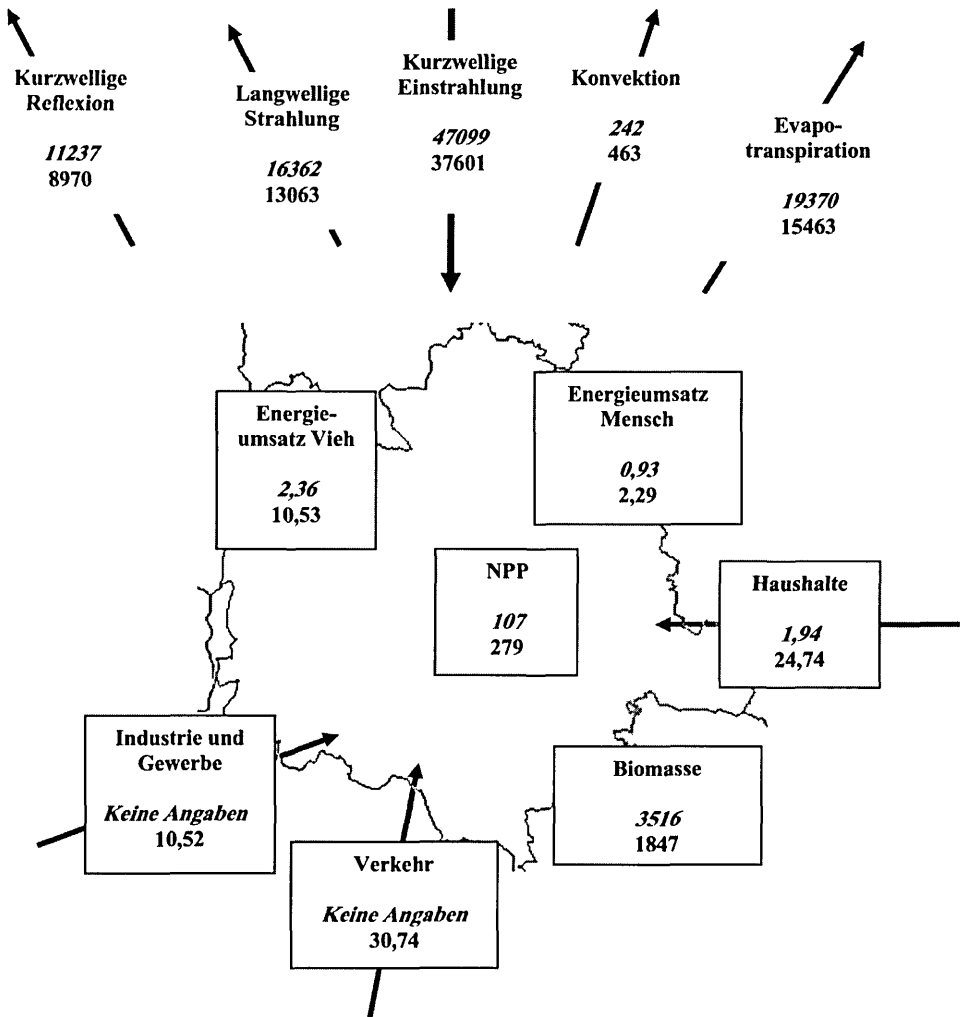 Kurzwellige
Reflexion
11237
8970
Langwellige
Strahlung
16362
13063
Kurzwellige
Einstrahlung
47099
37601
Konvektion
242
463
Evapo-
transpiration
19370
15463
Energie-
umsatz Vieh
2,36
10,53
Energieumsatz
Mensch
0,93
2,29
NPP
107
279
Haushalte
1,94
24,74
Industrie und
Gewerbe
Keine Angaben
10,52
Verkehr
Keine Angaben
30,74
Biomasse
3516
1847